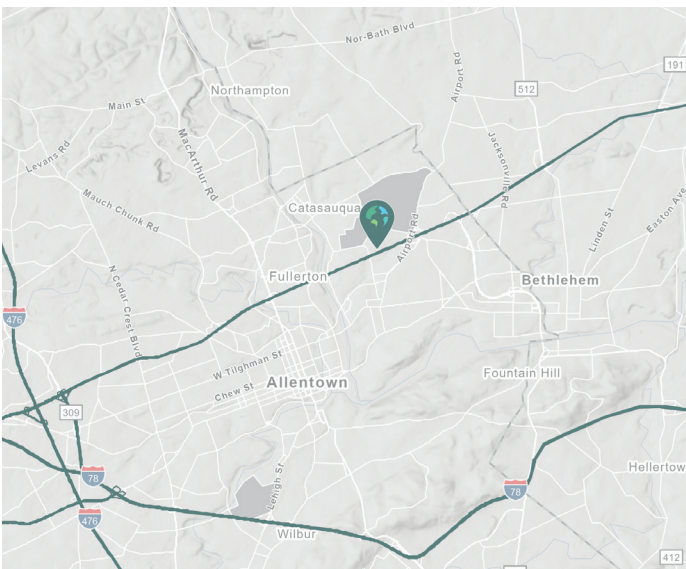 Nor-Bath Blvd
Airport Rd
191
512
Northampton
Main St
MacArthur Rd
Levans Rd
Jacksonville Rd
Mauch Chunk Rd
Catasauqua
Linden St
Easton Ave
Airport Rd
Fullerton
Bethlehem
N Cedar Crest Blvd
476
W Tilghman St
Allentown
Chew St
Fountain Hill
309
78
Lehigh St
Hellertow
78
476
Wilbur
412